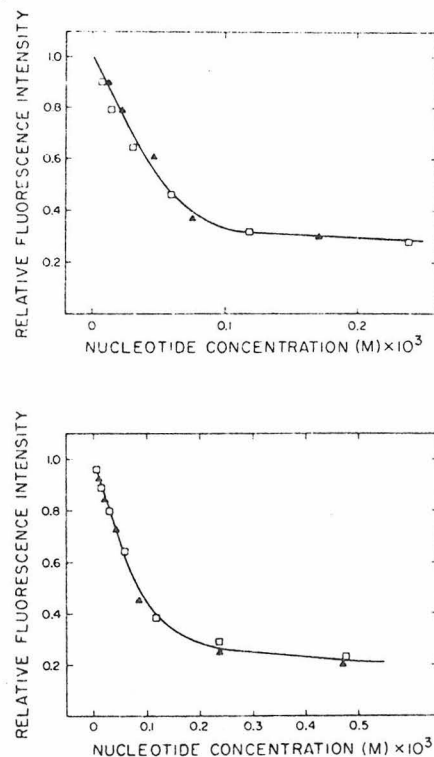 RELATIVE FLUORESCENCE INTENSITY
1.0
0.8
0.6
0.4
0.2
0 0.1 0.2
NUCLEOTIDE CONCENTRATION (M) × 10³
RELATIVE FLUORESCENCE INTENSITY
1.0
0.8
0.6
0.4
0.2
0 0.1 0.2 0.3 0.4 0.5
NUCLEOTIDE CONCENTRATION (M) × 10³